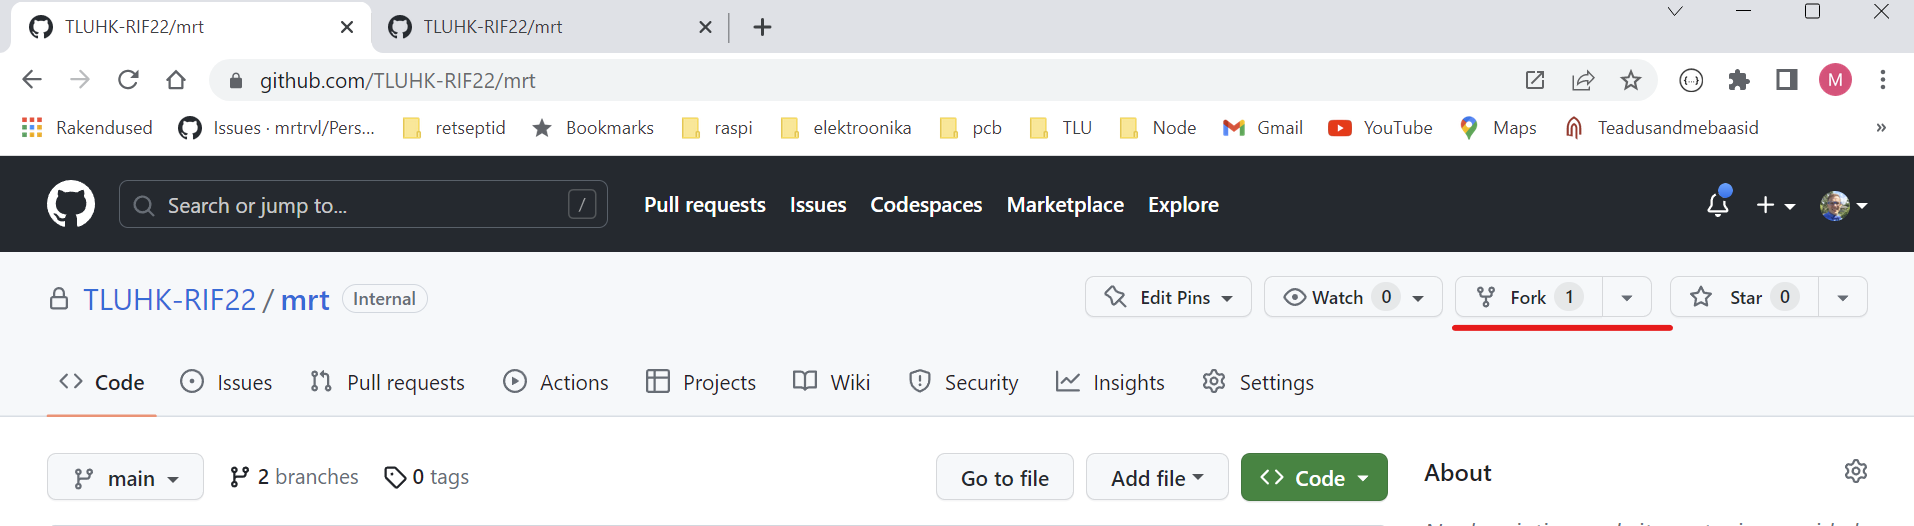 TLUHK-RIF22/mrt TLUHK-RIF22/mrt
github.com/TLUHK-RIF22/mrt M
Rakendused Issues · mrtrvl/Pers... retseptid Bookmarks raspi elektroonika pcb TLU Node Gmail YouTube Maps Teadusandmebaasid »
Search or jump to... / Pull requests Issues Codespaces Marketplace Explore
TLUHK-RIF22 / mrt Internal Edit Pins Watch 0 Fork 1 Star 0
Code Issues Pull requests Actions Projects Wiki Security Insights Settings
main 2 branches 0 tags Go to file Add file Code About